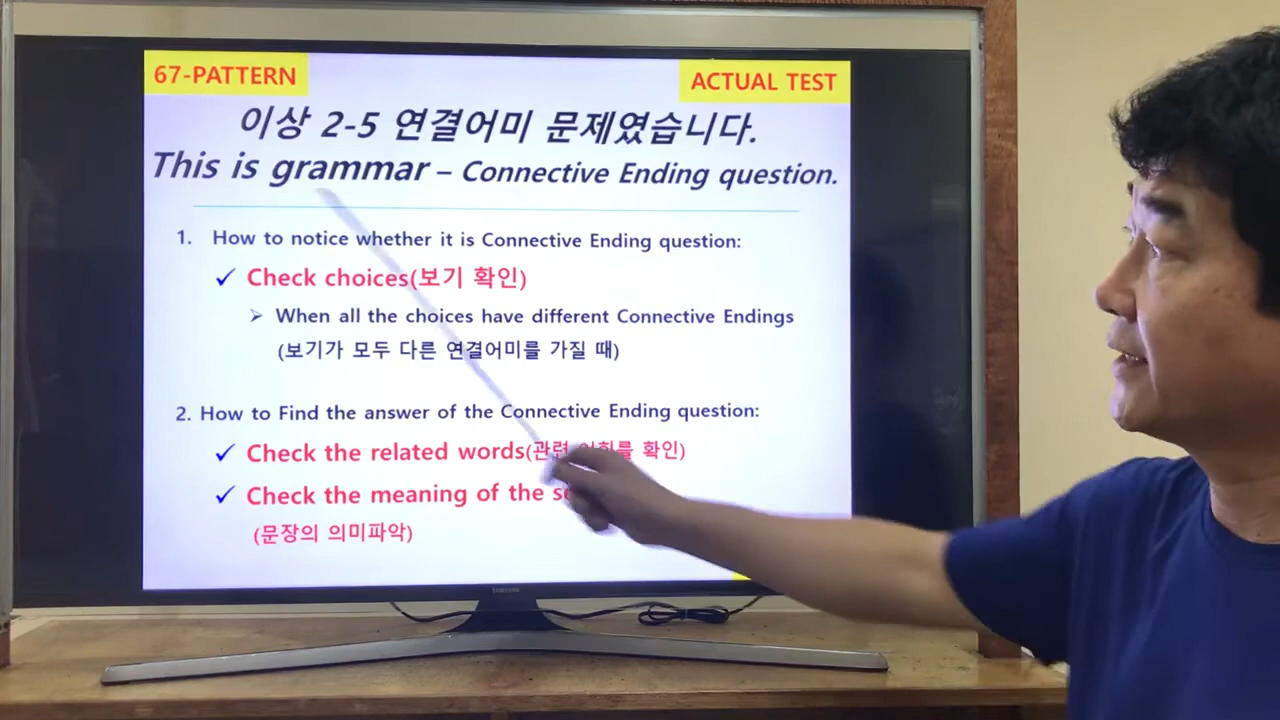 67-PATTERN
ACTUAL TEST
이상 2-5 연결어미 문제였습니다.
This is grammar – Connective Ending question.
1. How to notice whether it is Connective Ending question:
✓ Check choices(보기 확인)
➢ When all the choices have different Connective Endings
(보기가 모두 다른 연결어미를 가질 때)
2. How to Find the answer of the Connective Ending question:
✓ Check the related words(관련 확인)
✓ Check the meaning of the
(문장의 의미파악)
SAMSUNG